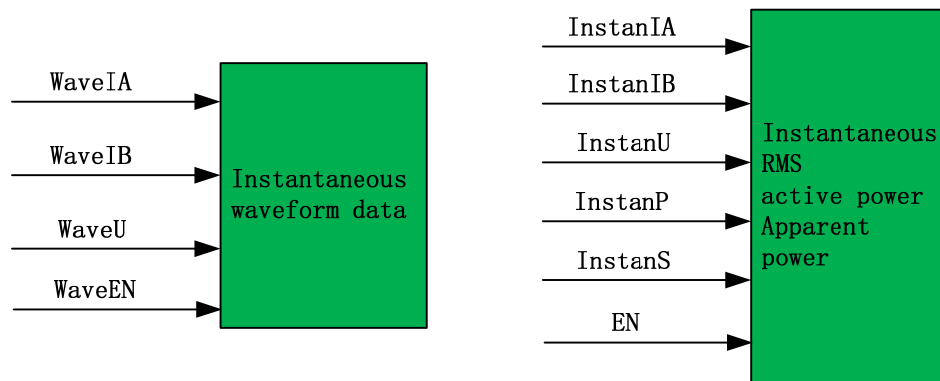 WaveIA
WaveIB
WaveU
WaveEN
Instantaneous
waveform data
InstanIA
InstanIB
InstanU
InstanP
InstanS
EN
Instantaneous
RMS
active power
Apparent
power